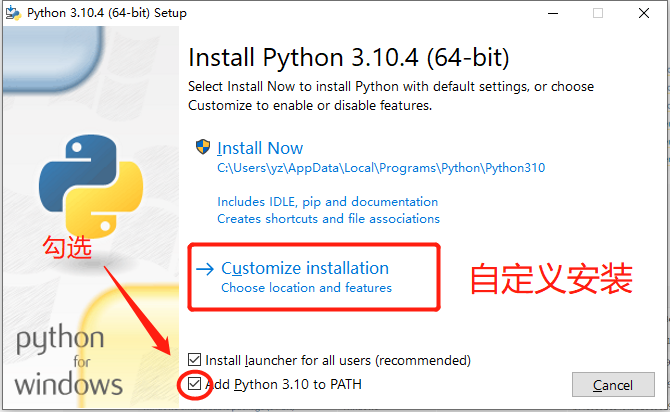 Python 3.10.4 (64-bit) Setup
Install Python 3.10.4 (64-bit)
Select Install Now to install Python with default settings, or choose
Customize to enable or disable features.
Install Now
C:\Users\yz\AppData\Local\Programs\Python\Python310
Includes IDLE, pip and documentation
Creates shortcuts and file associations
勾选
Customize installation
Choose location and features
自定义安装
python
for
windows
Install launcher for all users (recommended)
Add Python 3.10 to PATH
Cancel